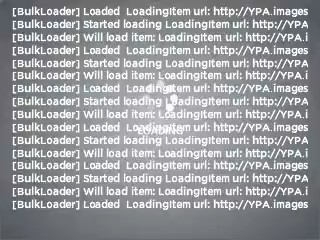 [BulkLoader] Loaded  LoadingItem url: http://YPA.images
[BulkLoader] Started loading LoadingItem url: http://YPA
[BulkLoader] Will load item: LoadingItem url: http://YPA.i
[BulkLoader] Loaded  LoadingItem url: http://YPA.images
[BulkLoader] Started loading LoadingItem url: http://YPA
[BulkLoader] Will load item: LoadingItem url: http://YPA.i
[BulkLoader] Loaded  LoadingItem url: http://YPA.images
[BulkLoader] Started loading LoadingItem url: http://YPA
[BulkLoader] Will load item: LoadingItem url: http://YPA.i
[BulkLoader] Loaded  LoadingItem url: http://YPA.images
LOADING
[BulkLoader] Started loading LoadingItem url: http://YPA
[BulkLoader] Will load item: LoadingItem url: http://YPA.i
[BulkLoader] Loaded  LoadingItem url: http://YPA.images
[BulkLoader] Started loading LoadingItem url: http://YPA
[BulkLoader] Will load item: LoadingItem url: http://YPA.i
[BulkLoader] Loaded  LoadingItem url: http://YPA.images